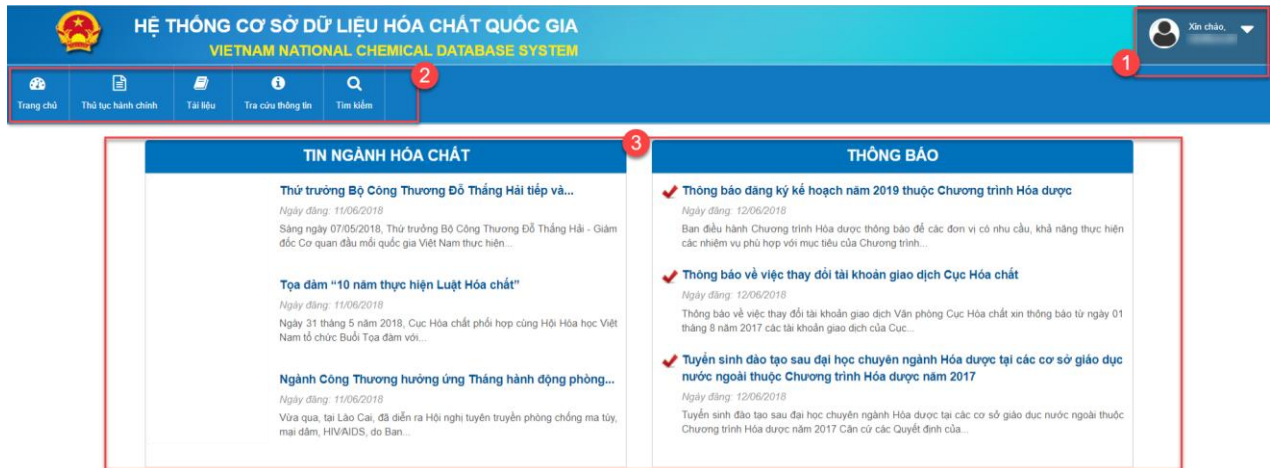 HỆ THỐNG CƠ SỞ DỮ LIỆU HÓA CHẤT QUỐC GIA
VIETNAM NATIONAL CHEMICAL DATABASE SYSTEM
Xin chào,
1
2
Trang chủ
Thủ tục hành chính
Tài liệu
Tra cứu thông tin
Tìm kiếm
3
TIN NGÀNH HÓA CHẤT
Thứ trưởng Bộ Công Thương Đỗ Thắng Hải tiếp và...
Ngày đăng: 11/06/2018
Sáng ngày 07/05/2018, Thứ trưởng Bộ Công Thương Đỗ Thắng Hải - Giám
đốc Cơ quan đầu mối quốc gia Việt Nam thực hiện...
Tọa đàm “10 năm thực hiện Luật Hóa chất”
Ngày đăng: 11/06/2018
Ngày 31 tháng 5 năm 2018, Cục Hóa chất phối hợp cùng Hội Hóa học Việt
Nam tổ chức Buổi Tọa đàm với...
Ngành Công Thương hưởng ứng Tháng hành động phòng...
Ngày đăng: 11/06/2018
Vừa qua, tại Lào Cai, đã diễn ra Hội nghị tuyên truyền phòng chống ma túy,
mại dâm, HIV/AIDS, do Ban...
THÔNG BÁO
Thông báo đăng ký kế hoạch năm 2019 thuộc Chương trình Hóa dược
Ngày đăng: 12/06/2018
Ban điều hành Chương trình Hóa dược thông báo để các đơn vị có nhu cầu, khả năng thực hiện
các nhiệm vụ phù hợp với mục tiêu của Chương trình...
Thông báo về việc thay đổi tài khoản giao dịch Cục Hóa chất
Ngày đăng: 12/06/2018
Thông báo về việc thay đổi tài khoản giao dịch Văn phòng Cục Hóa chất xin thông báo từ ngày 01
tháng 8 năm 2017 các tài khoản giao dịch của Cục...
Tuyển sinh đào tạo sau đại học chuyên ngành Hóa dược tại các cơ sở giáo dục
nước ngoài thuộc Chương trình Hóa dược năm 2017
Ngày đăng: 12/06/2018
Tuyển sinh đào tạo sau đại học chuyên ngành Hóa dược tại các cơ sở giáo dục nước ngoài thuộc
Chương trình Hóa dược năm 2017 Căn cứ các Quyết định của...